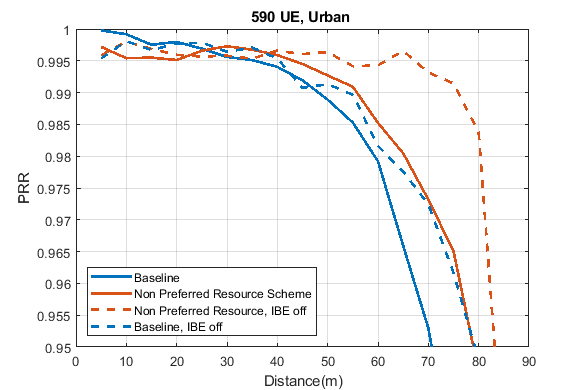 590 UE, Urban
1
0.995
0.99
0.985
0.98
0.975
0.97
0.965
0.96
0.955
0.95
PRR
Baseline
Non Preferred Resource Scheme
Non Preferred Resource, IBE off
Baseline, IBE off
0 10 20 30 40 50 60 70 80 90
Distance(m)